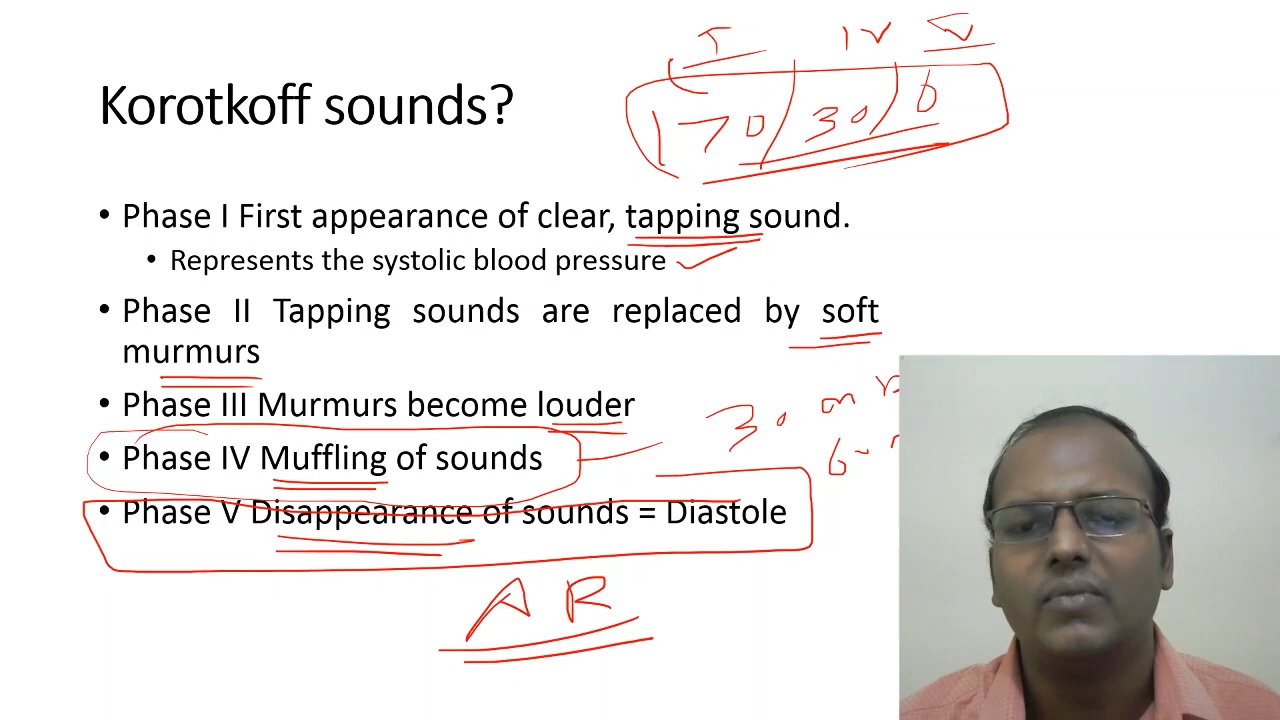 I IV V
Korotkoff sounds?
170/30/0
• Phase I First appearance of clear, tapping sound.
• Represents the systolic blood pressure
• Phase II Tapping sounds are replaced by soft
murmurs
• Phase III Murmurs become louder
30 on
• Phase IV Muffling of sounds
• Phase V Disappearance of sounds = Diastole
AR